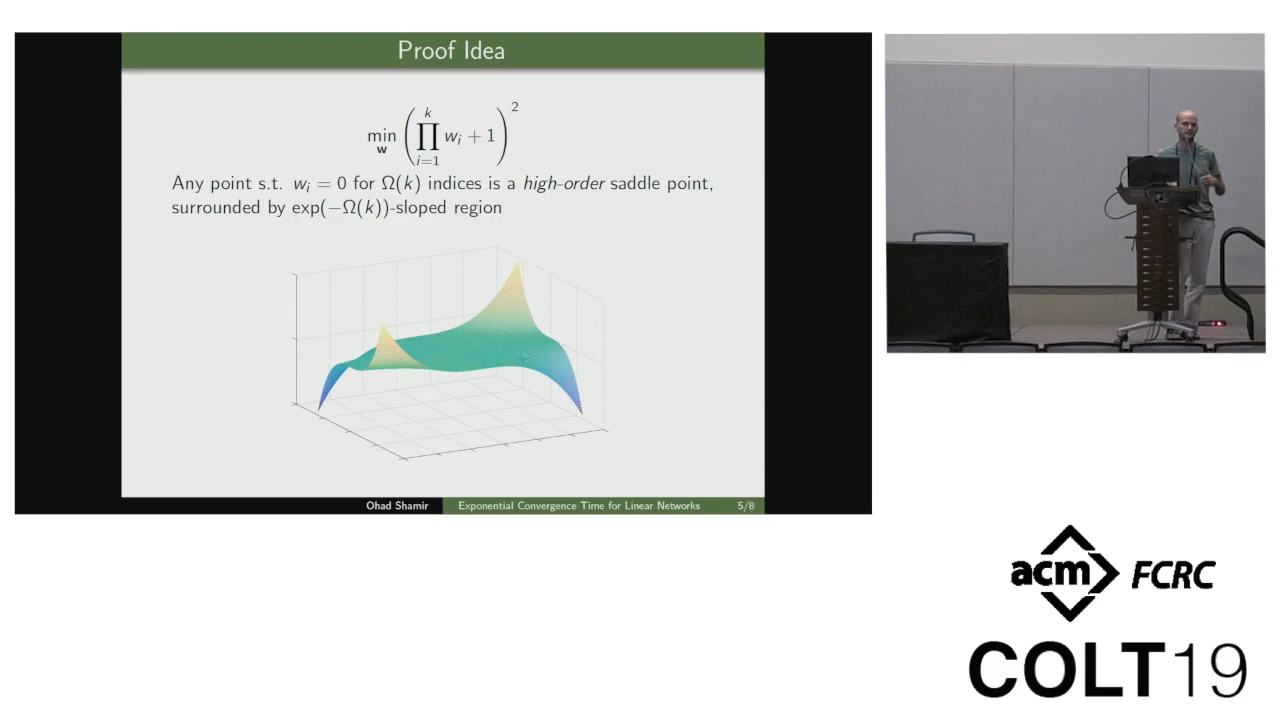 Proof Idea
min_w (∏_{i=1}^{k} w_i + 1)^2
Any point s.t. w_i = 0 for Ω(k) indices is a high-order saddle point,
surrounded by exp(−Ω(k))-sloped region
Ohad Shamir Exponential Convergence Time for Linear Networks 5/8
acm FCRC
COLT19